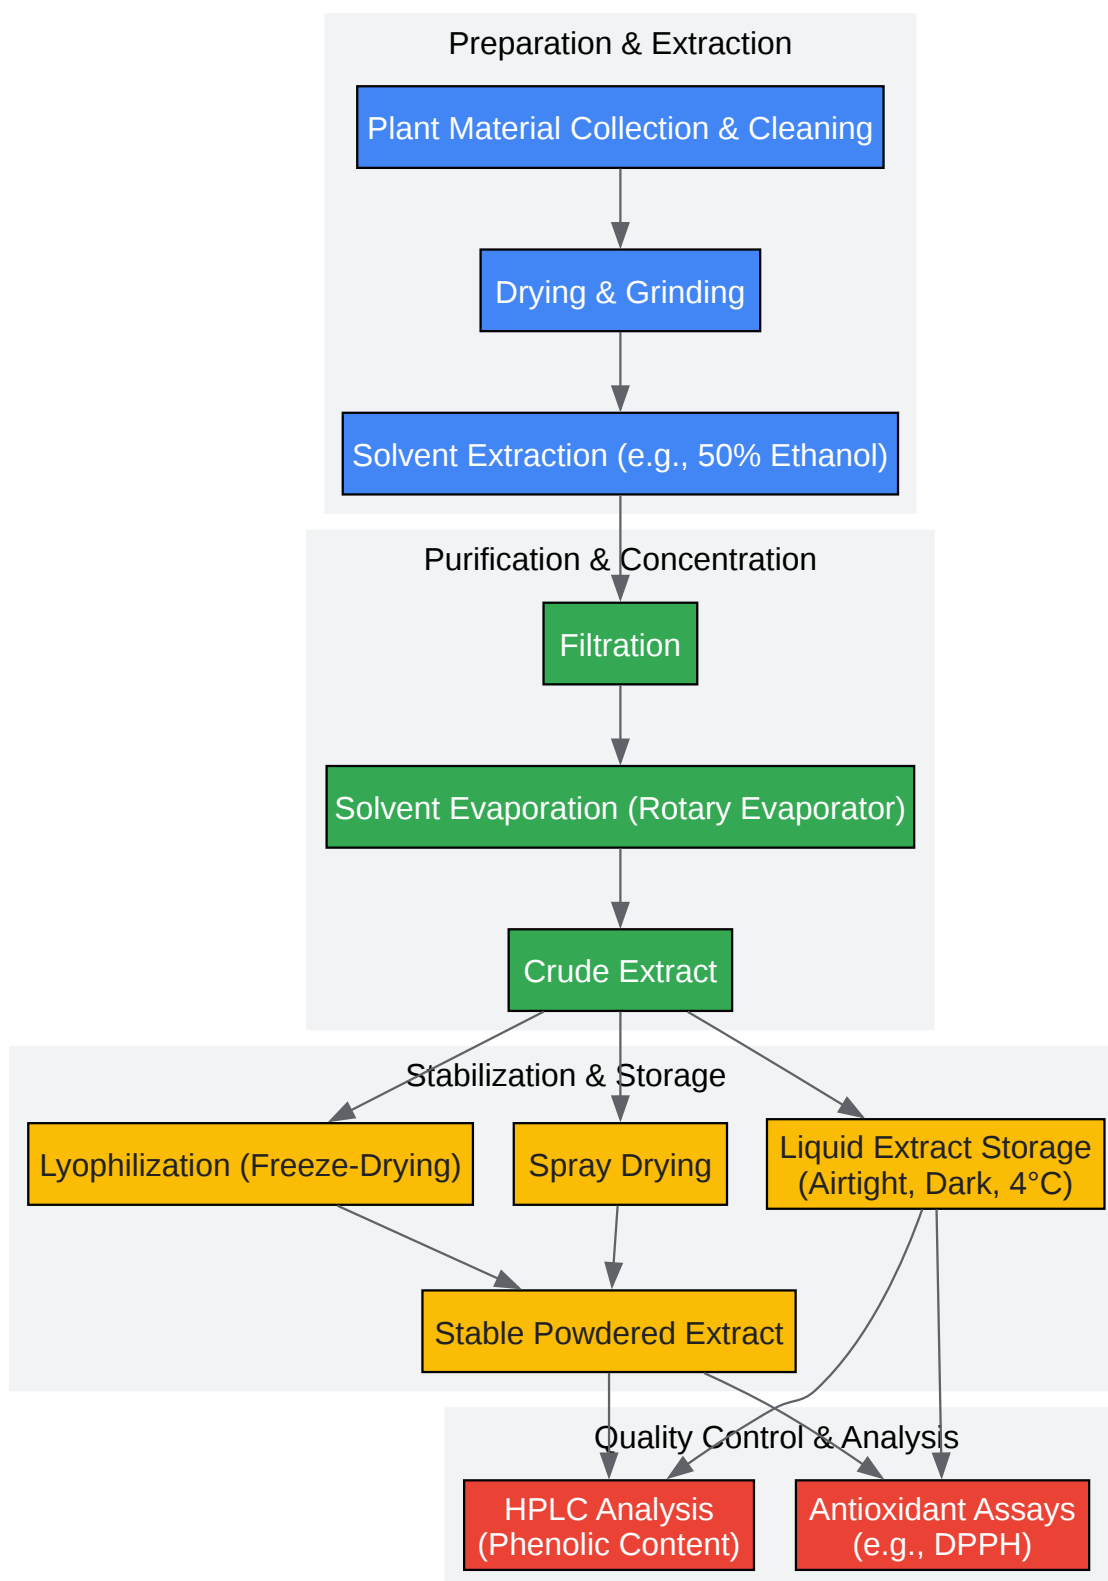 Preparation & Extraction
Plant Material Collection & Cleaning
Drying & Grinding
Solvent Extraction (e.g., 50% Ethanol)
Purification & Concentration
Filtration
Solvent Evaporation (Rotary Evaporator)
Crude Extract
Stabilization & Storage
Lyophilization (Freeze-Drying)
Spray Drying
Liquid Extract Storage
(Airtight, Dark, 4°C)
Stable Powdered Extract
Quality Control & Analysis
HPLC Analysis
(Phenolic Content)
Antioxidant Assays
(e.g., DPPH)